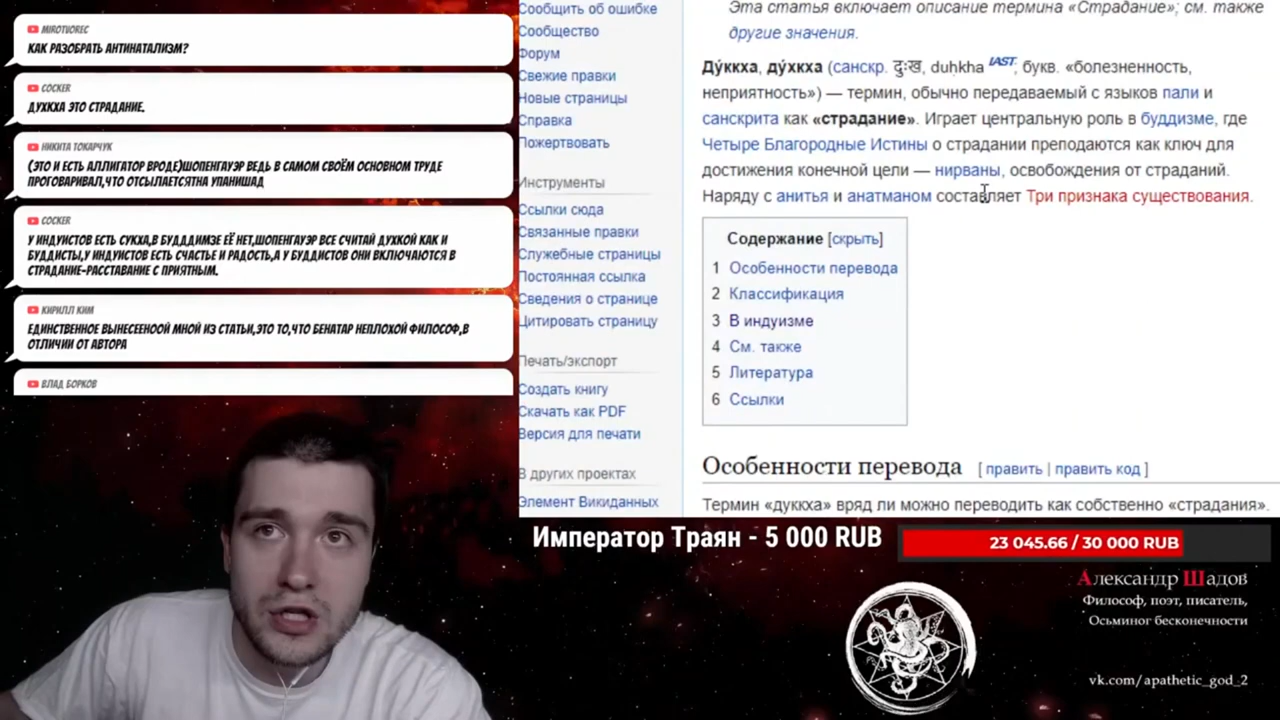 MIROTVOREC
КАК РАЗОБРАТЬ АНТИНАТАЛИЗМ?
COCKER
ДУХКХА ЭТО СТРАДАНИЕ.
НИКИТА ТОКАРЧУК
(ЭТО И ЕСТЬ АЛЛИГАТОР ВРОДЕ)ШОПЕНГАУЭР ВЕДЬ В САМОМ СВОЁМ ОСНОВНОМ ТРУДЕ
ПРОГОВАРИВАЛ,ЧТО ОТСЫЛАЕТСЯТНА УПАНИШАД
COCKER
У ИНДУИСТОВ ЕСТЬ СУКХА,В БУДДДИМЗЕ ЕЁ НЕТ,ШОПЕНГАУЭР ВСЕ СЧИТАЙ ДУХКОЙ КАК И
БУДДИСТЫ,У ИНДУИСТОВ ЕСТЬ СЧАСТЬЕ И РАДОСТЬ,А У БУДДИСТОВ ОНИ ВКЛЮЧАЮТСЯ В
СТРАДАНИЕ-РАССТАВАНИЕ С ПРИЯТНЫМ.
КИРИЛЛ КИМ
ЕДИНСТВЕННОЕ ВЫНЕСЕЕНООЙ МНОЙ ИЗ СТАТЬИ,ЭТО ТО,ЧТО БЕНАТАР НЕПЛОХОЙ ФИЛОСОФ,В
ОТЛИЧИИ ОТ АВТОРА
ВЛАД БОРКОВ
Сообщить об ошибке
Сообщество
Форум
Свежие правки
Новые страницы
Справка
Пожертвовать
Инструменты
Ссылки сюда
Связанные правки
Служебные страницы
Постоянная ссылка
Сведения о странице
Цитировать страницу
Печать/экспорт
Создать книгу
Скачать как PDF
Версия для печати
В других проектах
Элемент Викиданных
Эта статья включает описание термина «Страдание»; см. также
другие значения.
Ду́ккха, ду́хкха (санскр. दुःख, duḥkha IAST, букв. «болезненность,
неприятность») — термин, обычно передаваемый с языков пали и
санскрита как «страдание». Играет центральную роль в буддизме, где
Четыре Благородные Истины о страдании преподаются как ключ для
достижения конечной цели — нирваны, освобождения от страданий.
Наряду с анитья и анатманом составляет Три признака существования.
Содержание [скрыть]
1 Особенности перевода
2 Классификация
3 В индуизме
4 См. также
5 Литература
6 Ссылки
Особенности перевода [ править | править код ]
Термин «дуккха» вряд ли можно переводить как собственно «страдания».
Император Траян - 5 000 RUB
23 045.66 / 30 000 RUB
Александр Шадов
Философ, поэт, писатель,
Осьминог бесконечности
vk.com/apathetic_god_2